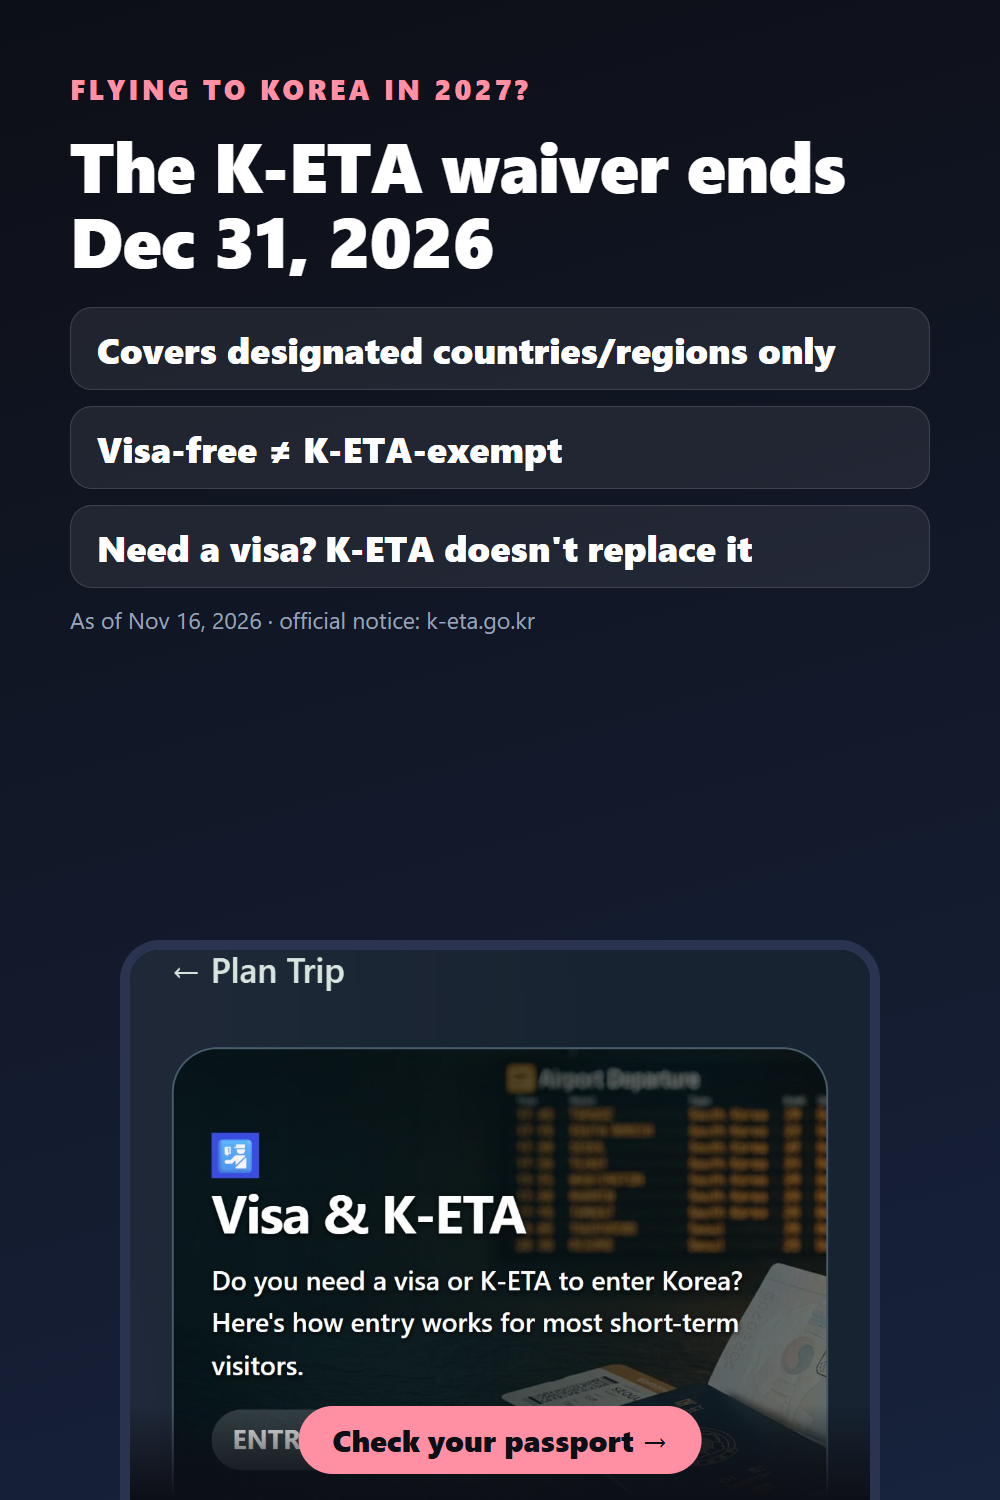 FLYING TO KOREA IN 2027?
The K-ETA waiver ends
Dec 31, 2026
Covers designated countries/regions only
Visa-free ≠ K-ETA-exempt
Need a visa? K-ETA doesn't replace it
As of Nov 16, 2026 · official notice: k-eta.go.kr
← Plan Trip
Airport Departure
Visa & K-ETA
Do you need a visa or K-ETA to enter Korea?
Here's how entry works for most short-term
visitors.
ENTR
Check your passport →